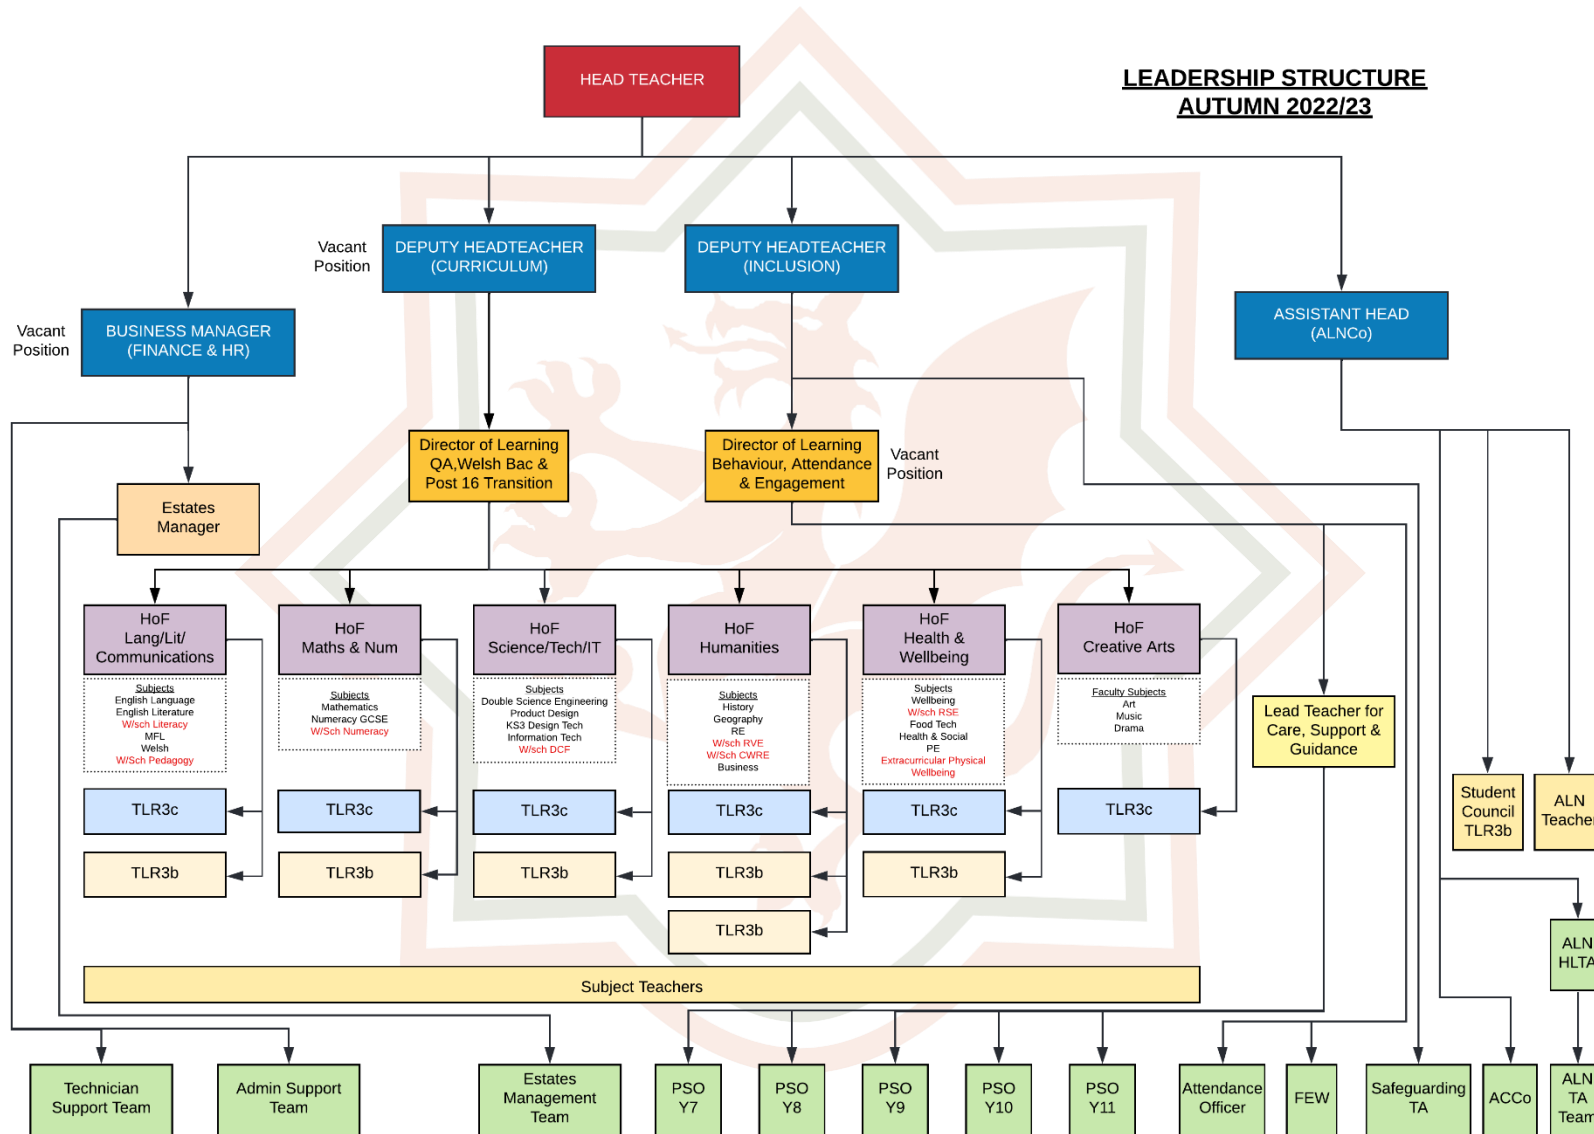 HEAD TEACHER
LEADERSHIP STRUCTURE
AUTUMN 2022/23
Vacant
Position
DEPUTY HEADTEACHER
(CURRICULUM)
DEPUTY HEADTEACHER
(INCLUSION)
Vacant
Position
BUSINESS MANAGER
(FINANCE & HR)
ASSISTANT HEAD
(ALNCo)
Director of Learning
QA,Welsh Bac &
Post 16 Transition
Director of Learning
Behaviour, Attendance
& Engagement
Vacant
Position
Estates
Manager
HoF
Lang/Lit/
Communications
HoF
Maths & Num
HoF
Science/Tech/IT
HoF
Humanities
HoF
Health &
Wellbeing
HoF
Creative Arts
Subjects
English Language
English Literature
W/sch Literacy
MFL
Welsh
W/Sch Pedagogy
Subjects
Mathematics
Numeracy GCSE
W/Sch Numeracy
Subjects
Double Science Engineering
Product Design
KS3 Design Tech
Information Tech
W/sch DCF
Subjects
History
Geography
RE
W/sch RVE
W/Sch CWRE
Business
Subjects
Wellbeing
W/sch RSE
Food Tech
Health & Social
PE
Extracurricular Physical
Wellbeing
Faculty Subjects
Art
Music
Drama
Lead Teacher for
Care, Support &
Guidance
TLR3c
TLR3c
TLR3c
TLR3c
TLR3c
TLR3c
Student
Council
TLR3b
ALN
Teacher
TLR3b
TLR3b
TLR3b
TLR3b
TLR3b
TLR3b
ALN
HLTA
Subject Teachers
Technician
Support Team
Admin Support
Team
Estates
Management
Team
PSO
Y7
PSO
Y8
PSO
Y9
PSO
Y10
PSO
Y11
Attendance
Officer
FEW
Safeguarding
TA
ACCo
ALN
TA
Team